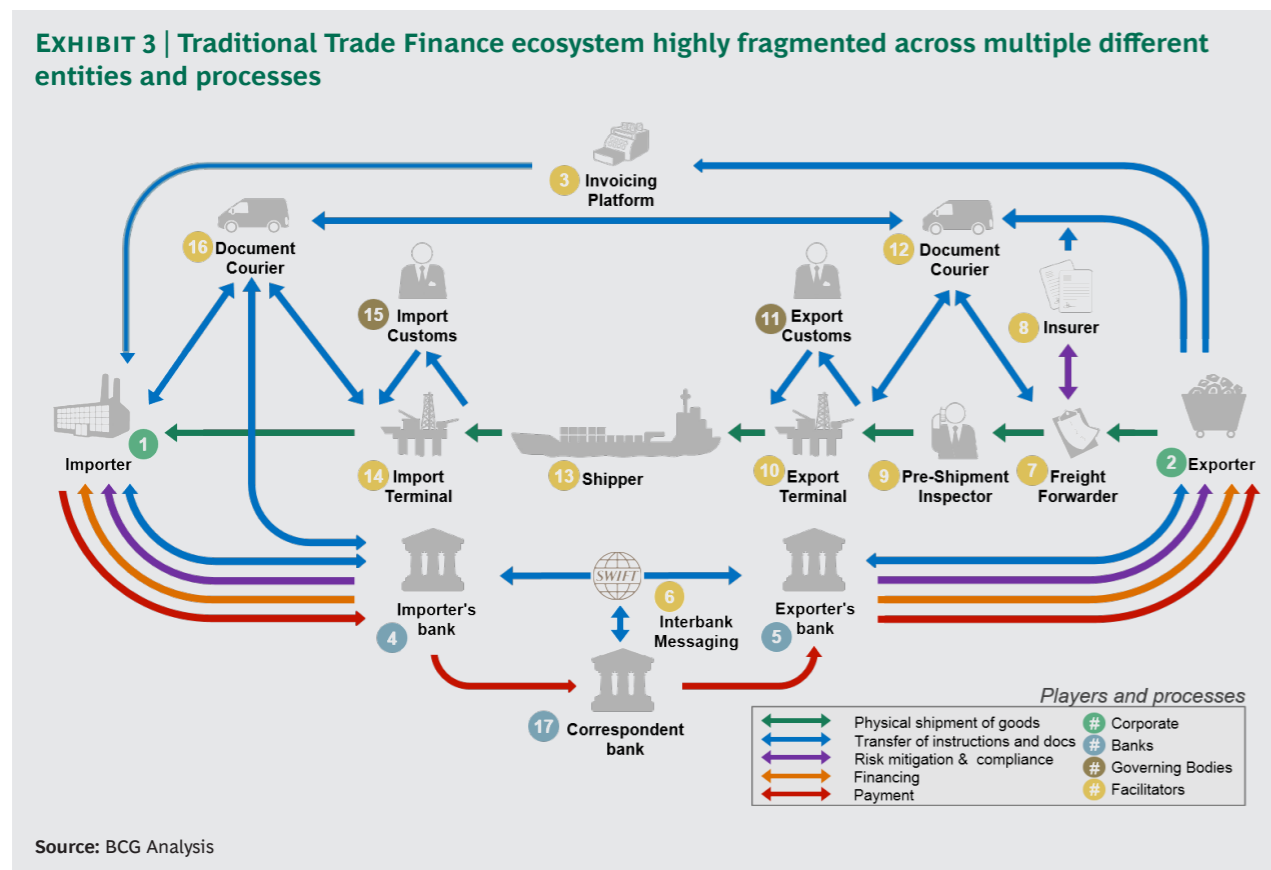 EXHIBIT 3 | Traditional Trade Finance ecosystem highly fragmented across multiple different
entities and processes
3 Invoicing
Platform
16 Document
Courier
12 Document
Courier
15 Import
Customs
11 Export
Customs
8 Insurer
1
Importer
14 Import
Terminal
13 Shipper
10 Export
Terminal
9 Pre-Shipment
Inspector
7 Freight
Forwarder
2 Exporter
SWIFT
6 Interbank
Messaging
Importer's
bank
4
Exporter's
bank
5
17 Correspondent
bank
Players and processes
Physical shipment of goods
Transfer of instructions and docs
Risk mitigation & compliance
Financing
Payment
# Corporate
# Banks
# Governing Bodies
# Facilitators
Source: BCG Analysis